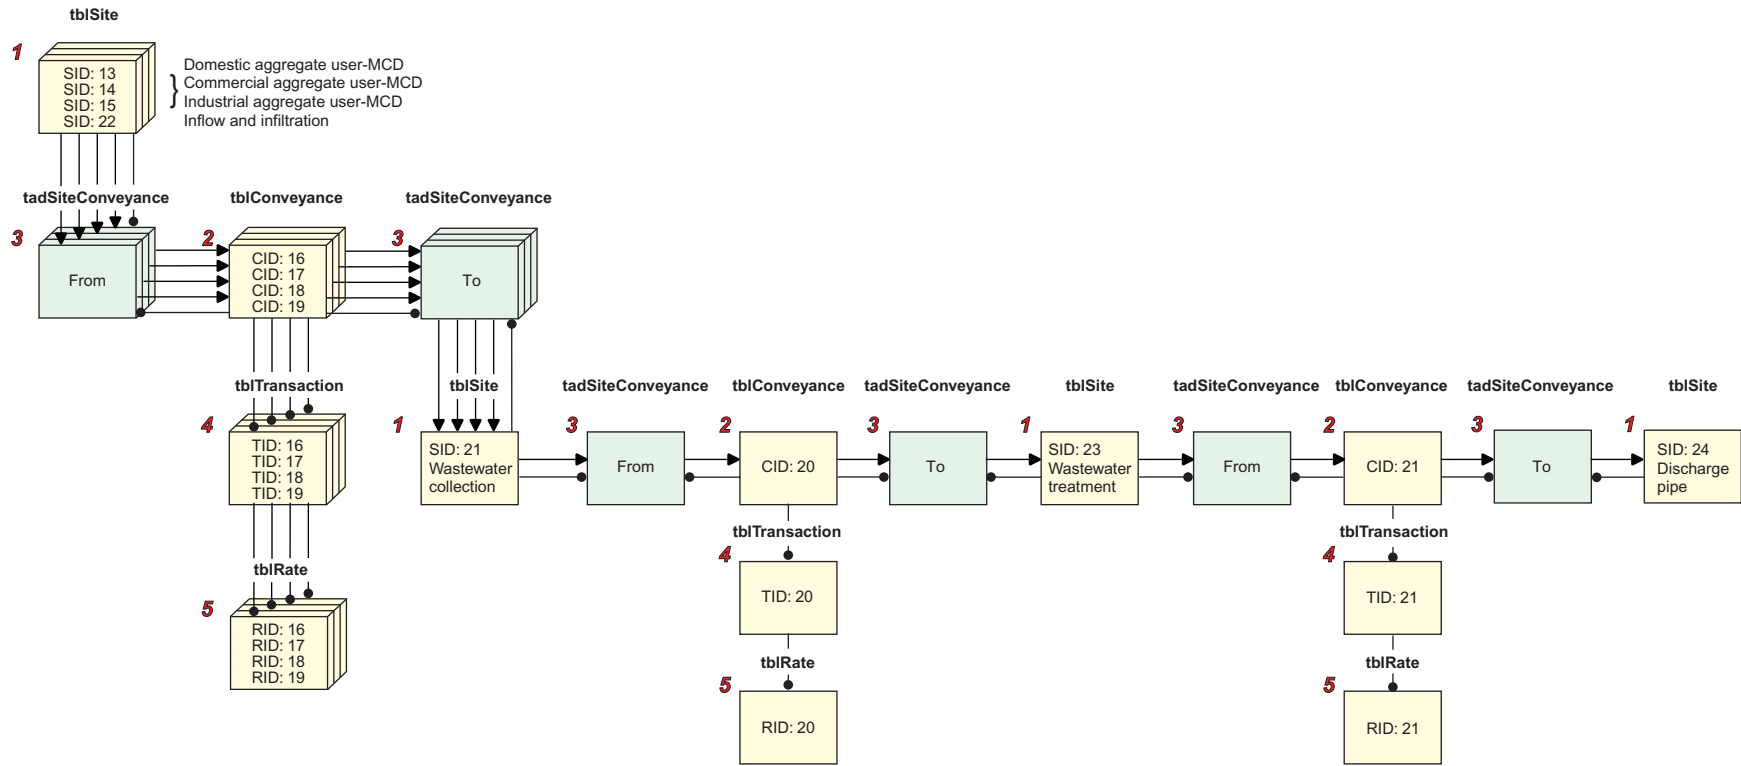 tblSite
1
SID: 13
SID: 14
SID: 15
SID: 22
}
Domestic aggregate user-MCD
Commercial aggregate user-MCD
Industrial aggregate user-MCD
Inflow and infiltration
tadSiteConveyance
tblConveyance
tadSiteConveyance
3
From
2
CID: 16
CID: 17
CID: 18
CID: 19
3
To
tblTransaction
4
TID: 16
TID: 17
TID: 18
TID: 19
tblRate
5
RID: 16
RID: 17
RID: 18
RID: 19
tblSite
1
SID: 21
Wastewater
collection
tadSiteConveyance
3
From
tblConveyance
2
CID: 20
tadSiteConveyance
3
To
tblSite
1
SID: 23
Wastewater
treatment
tadSiteConveyance
3
From
tblConveyance
2
CID: 21
tadSiteConveyance
3
To
tblSite
1
SID: 24
Discharge
pipe
tblTransaction
4
TID: 20
tblRate
5
RID: 20
tblTransaction
4
TID: 21
tblRate
5
RID: 21